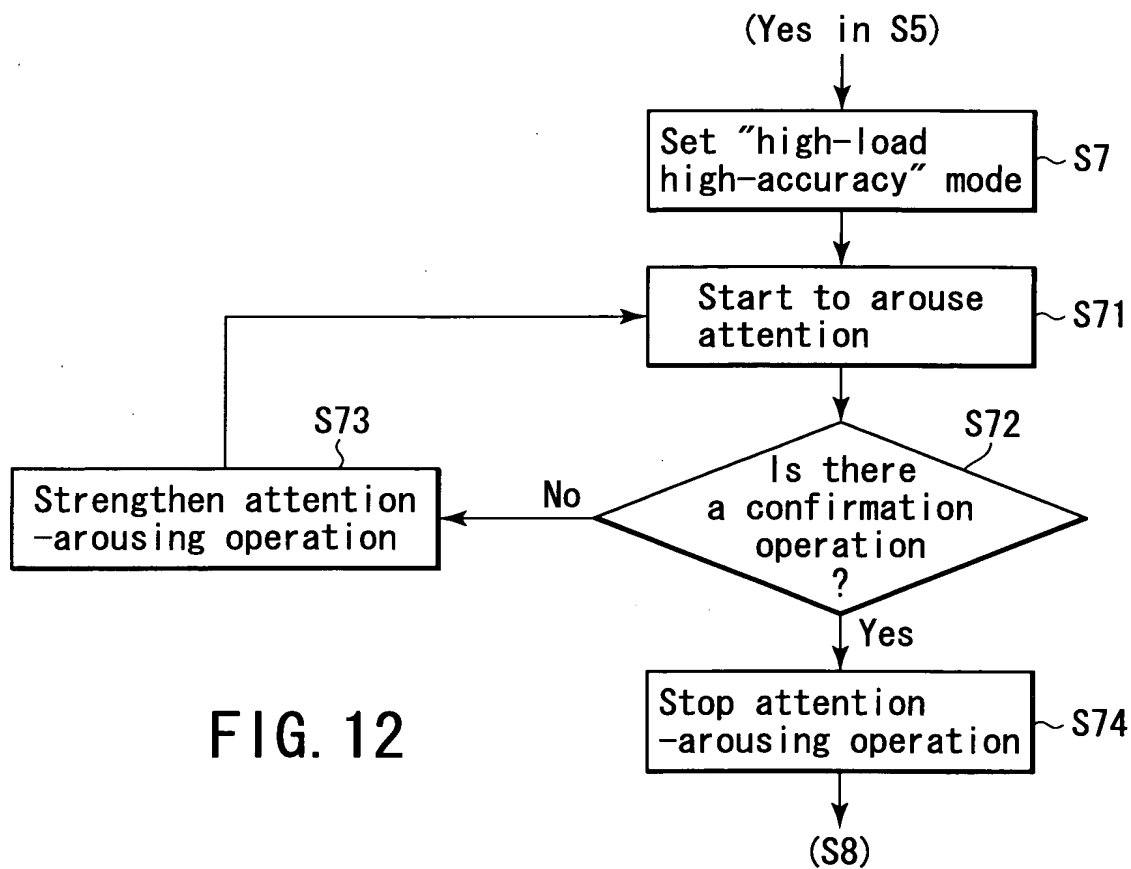 (Yes in S5)
Set "high-load
high-accuracy" mode
S7
Start to arouse
attention
S71
S73
S72
Strengthen attention
-arousing operation
No
Is there
a confirmation
operation
?
Yes
Stop attention
-arousing operation
S74
FIG. 12
(S8)